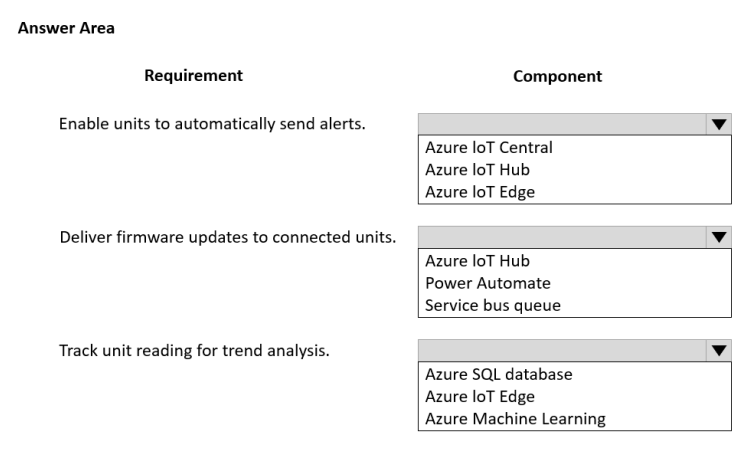 Answer Area
Requirement
Component
Enable units to automatically send alerts.
Azure IoT Central
Azure IoT Hub
Azure IoT Edge
Deliver firmware updates to connected units.
Azure IoT Hub
Power Automate
Service bus queue
Track unit reading for trend analysis.
Azure SQL database
Azure IoT Edge
Azure Machine Learning